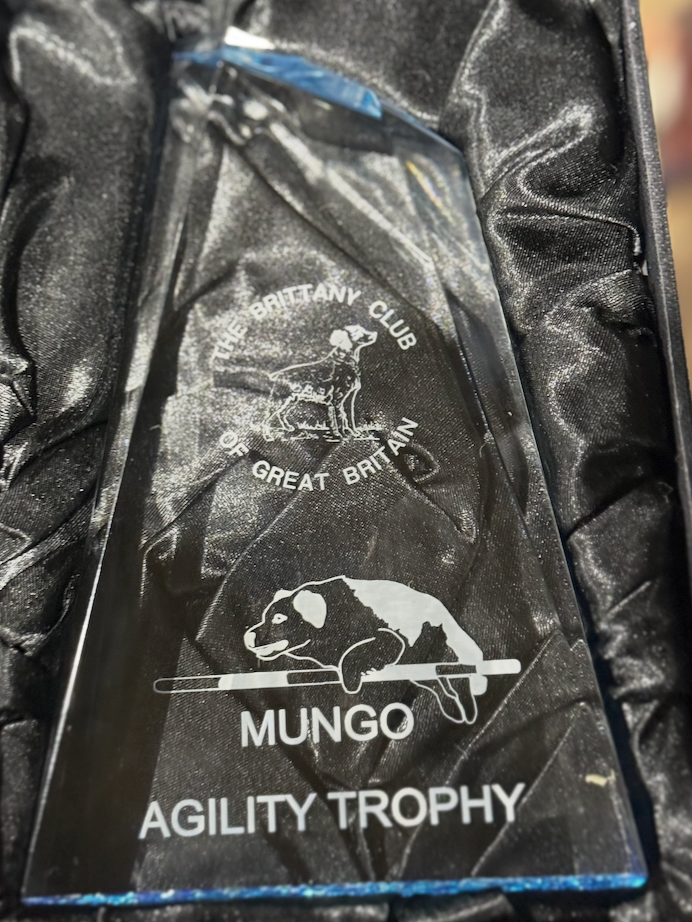 THE BRITTANY CLUB
OF GREAT BRITAIN
MUNGO
AGILITY TROPHY